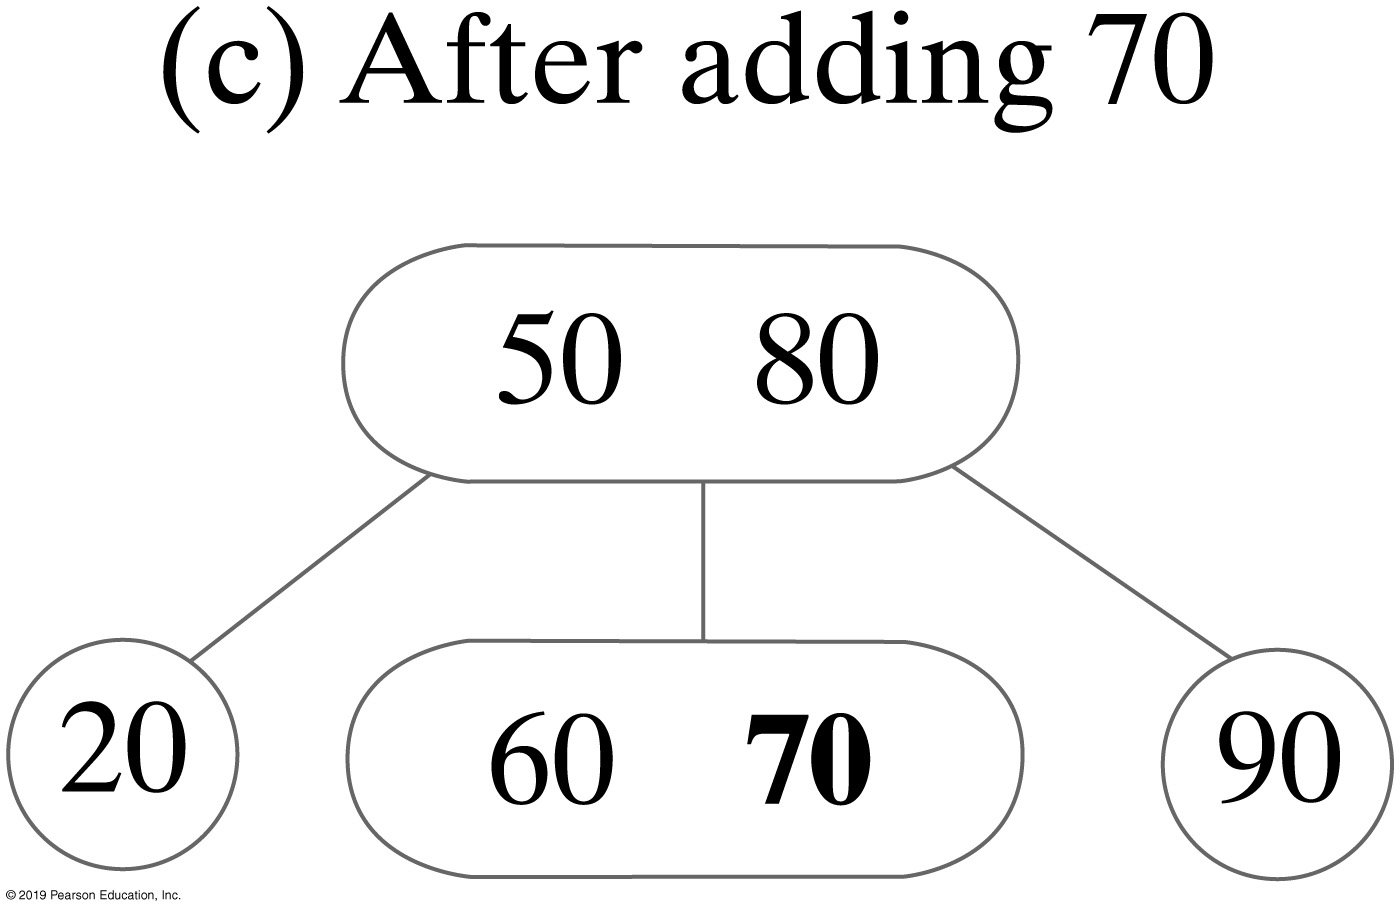 (c) After adding 70
50 80
20 60 70 90
© 2019 Pearson Education, Inc.